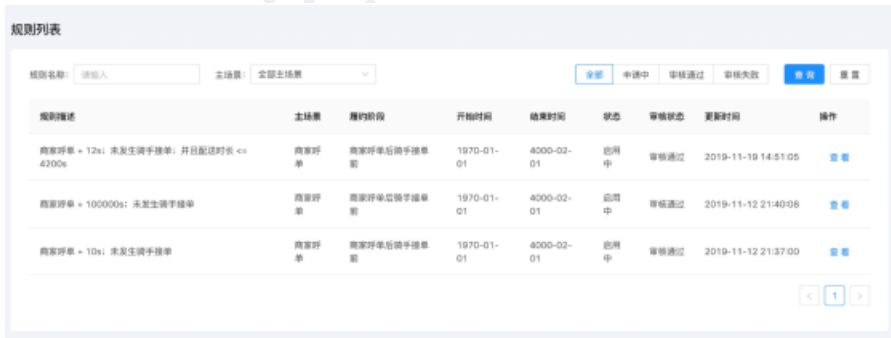 规则列表
规则名称: 请输入 主场景: 全部主场景 全部 申请中 审核通过 审核失败 查 询 重 置
规则描述 主场景 履约阶段 开始时间 结束时间 状态 审核状态 更新时间 操作
商家呼单 + 12s; 未发生骑手接单; 并且配送时长 <= 商家呼 商家呼单后骑手接单 1970-01- 4000-02- 启用 审核通过 2019-11-19 14:51:05 查 看
4200s 单 前 01 01 中
商家呼单 + 100000s; 未发生骑手接单 商家呼 商家呼单后骑手接单 1970-01- 4000-02- 启用 审核通过 2019-11-12 21:40:08 查 看
单 前 01 01 中
商家呼单 + 10s; 未发生骑手接单 商家呼 商家呼单后骑手接单 1970-01- 4000-02- 启用 审核通过 2019-11-12 21:37:00 查 看
单 前 01 01 中
< 1 >